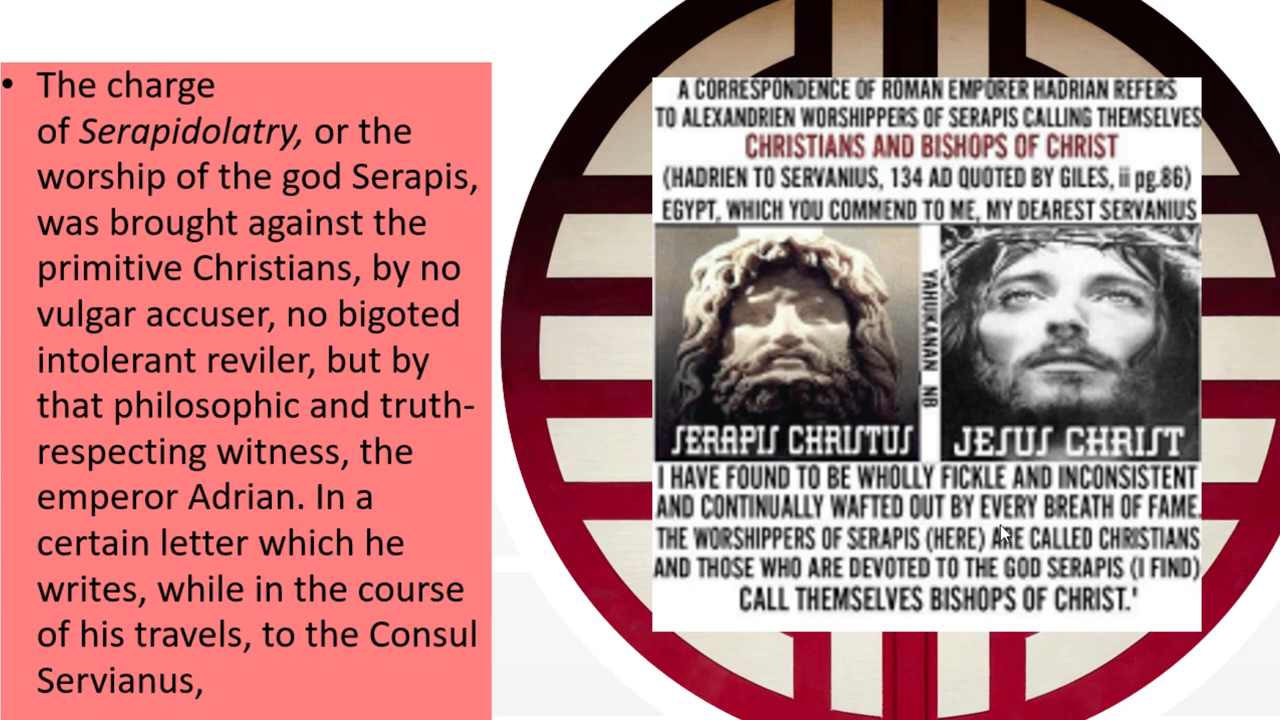 • The charge
of Serapidolatry, or the
worship of the god Serapis,
was brought against the
primitive Christians, by no
vulgar accuser, no bigoted
intolerant reviler, but by
that philosophic and truth-
respecting witness, the
emperor Adrian. In a
certain letter which he
writes, while in the course
of his travels, to the Consul
Servianus,
A CORRESPONDENCE OF ROMAN EMPORER HADRIAN REFERS
TO ALEXANDRIEN WORSHIPPERS OF SERAPIS CALLING THEMSELVES
CHRISTIANS AND BISHOPS OF CHRIST
(HADRIEN TO SERVANIUS, 134 AD QUOTED BY GILES, ii pg.86)
EGYPT, WHICH YOU COMMEND TO ME, MY DEAREST SERVANIUS
SERAPIS CHRISTUS
YAHUKANAN NB
JESUS CHRIST
I HAVE FOUND TO BE WHOLLY FICKLE AND INCONSISTENT
AND CONTINUALLY WAFTED OUT BY EVERY BREATH OF FAME.
THE WORSHIPPERS OF SERAPIS (HERE) ARE CALLED CHRISTIANS
AND THOSE WHO ARE DEVOTED TO THE GOD SERAPIS (I FIND)
CALL THEMSELVES BISHOPS OF CHRIST.'